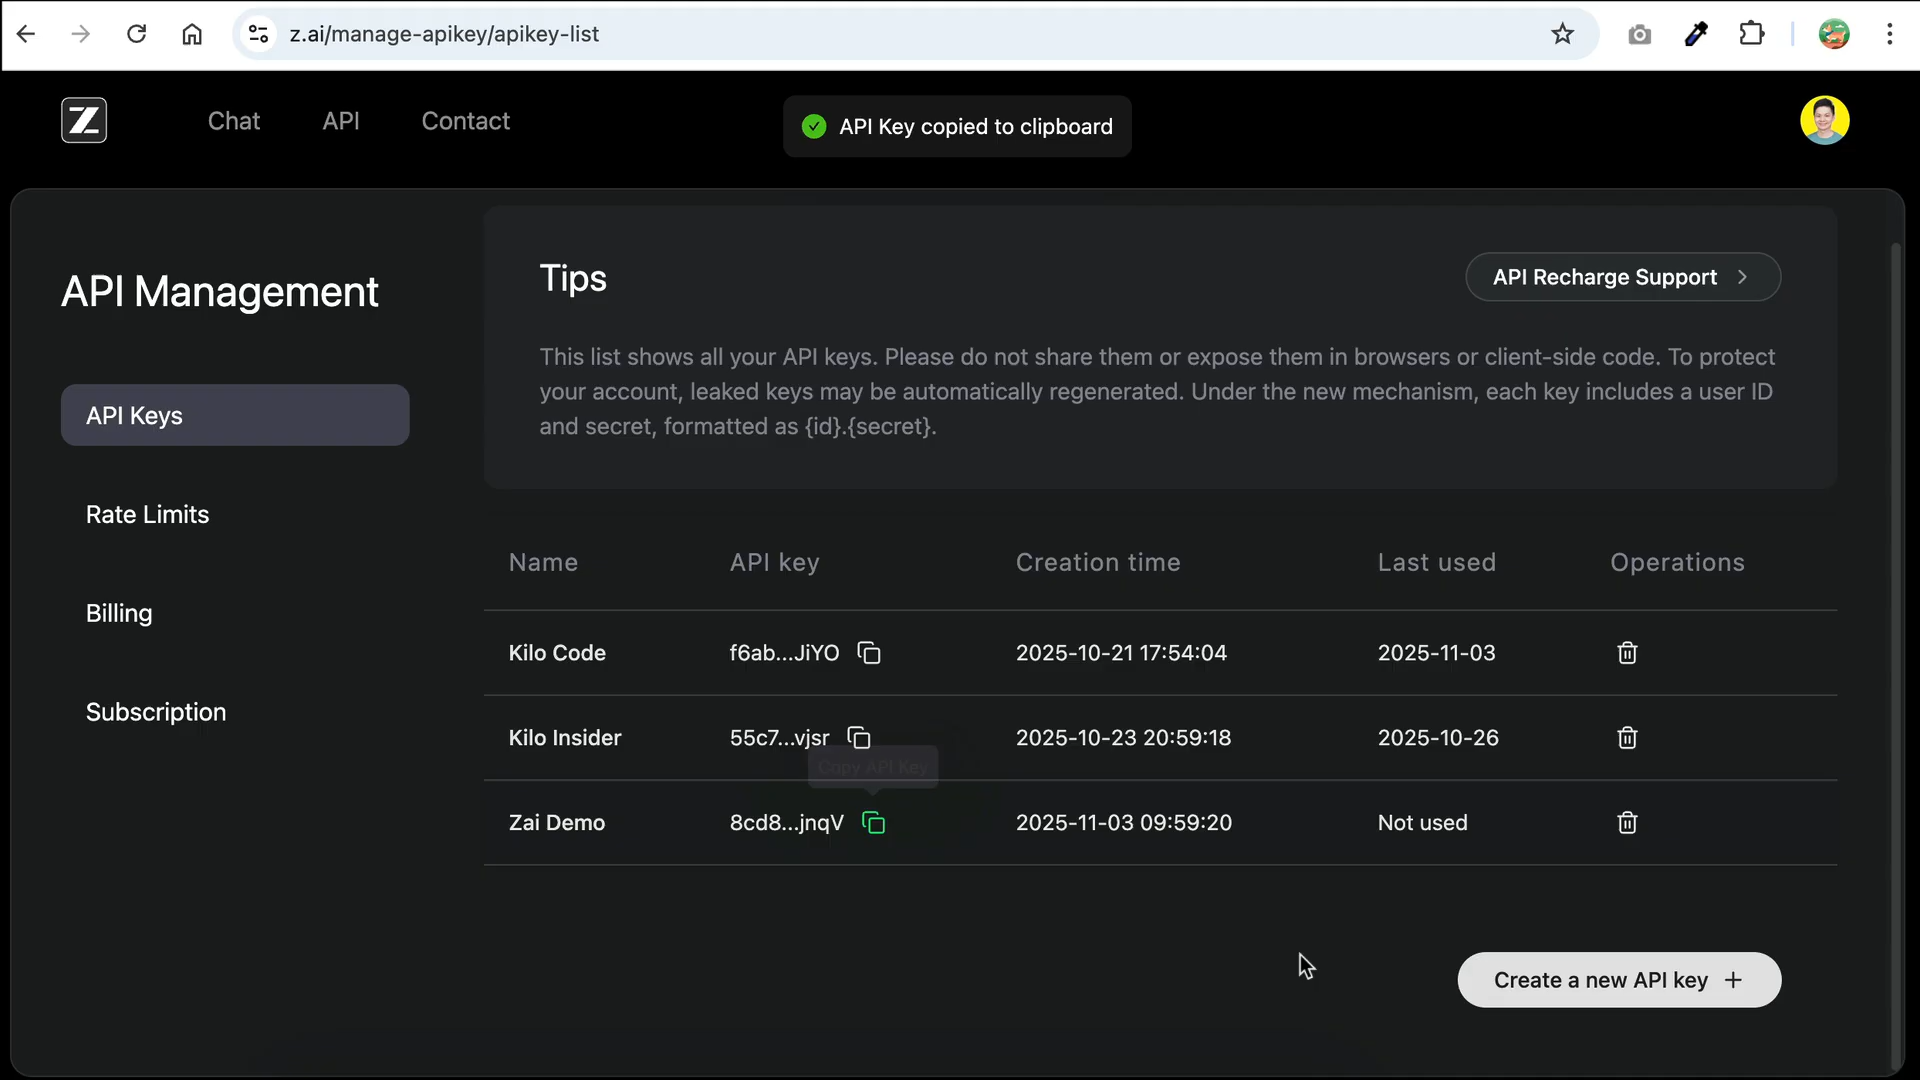 z.ai/manage-apikey/apikey-list
Z
Chat
API
Contact
API Key copied to clipboard
API Management
API Keys
Rate Limits
Billing
Subscription
Tips
API Recharge Support
This list shows all your API keys. Please do not share them or expose them in browsers or client-side code. To protect
your account, leaked keys may be automatically regenerated. Under the new mechanism, each key includes a user ID
and secret, formatted as {id}.{secret}.
Name API key Creation time Last used Operations
Kilo Code f6ab...JiYO 2025-10-21 17:54:04 2025-11-03
Kilo Insider 55c7...vjsr 2025-10-23 20:59:18 2025-10-26
Copy API Key
Zai Demo 8cd8...jnqV 2025-11-03 09:59:20 Not used
Create a new API key +